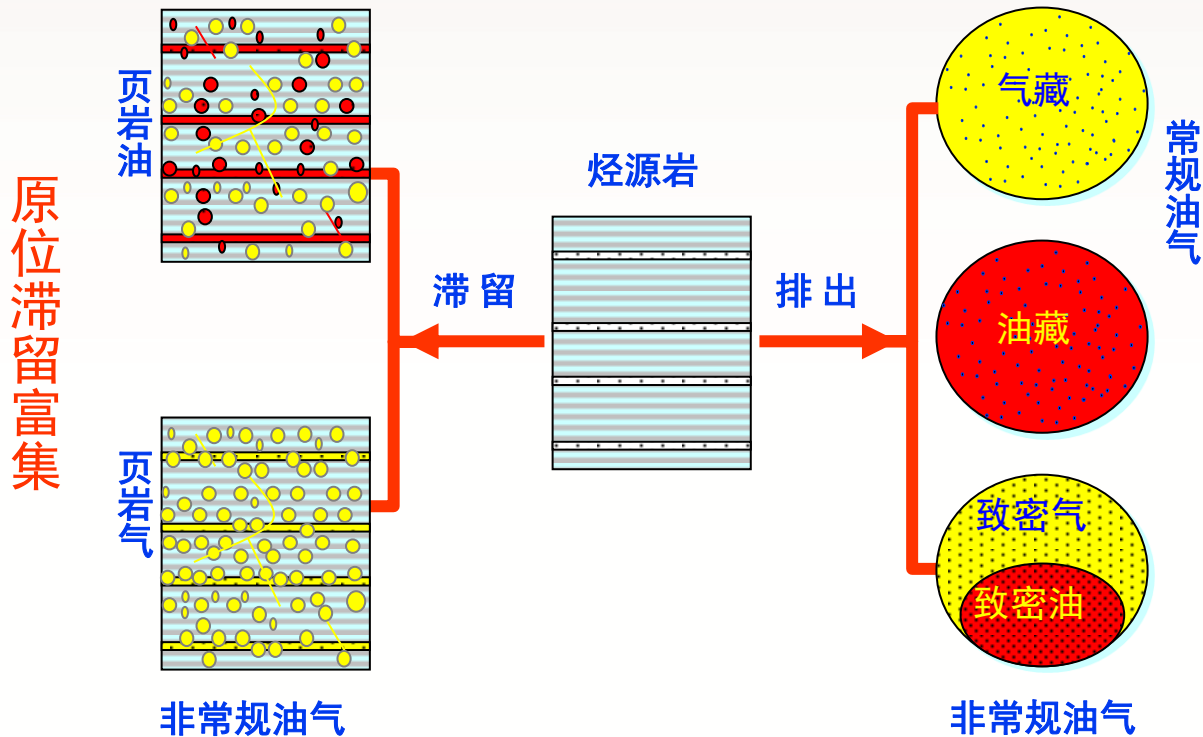 原位滞留富集
页岩油
页岩气
非常规油气
滞 留
烃源岩
排 出
气藏
油藏
致密气
致密油
常规油气
非常规油气